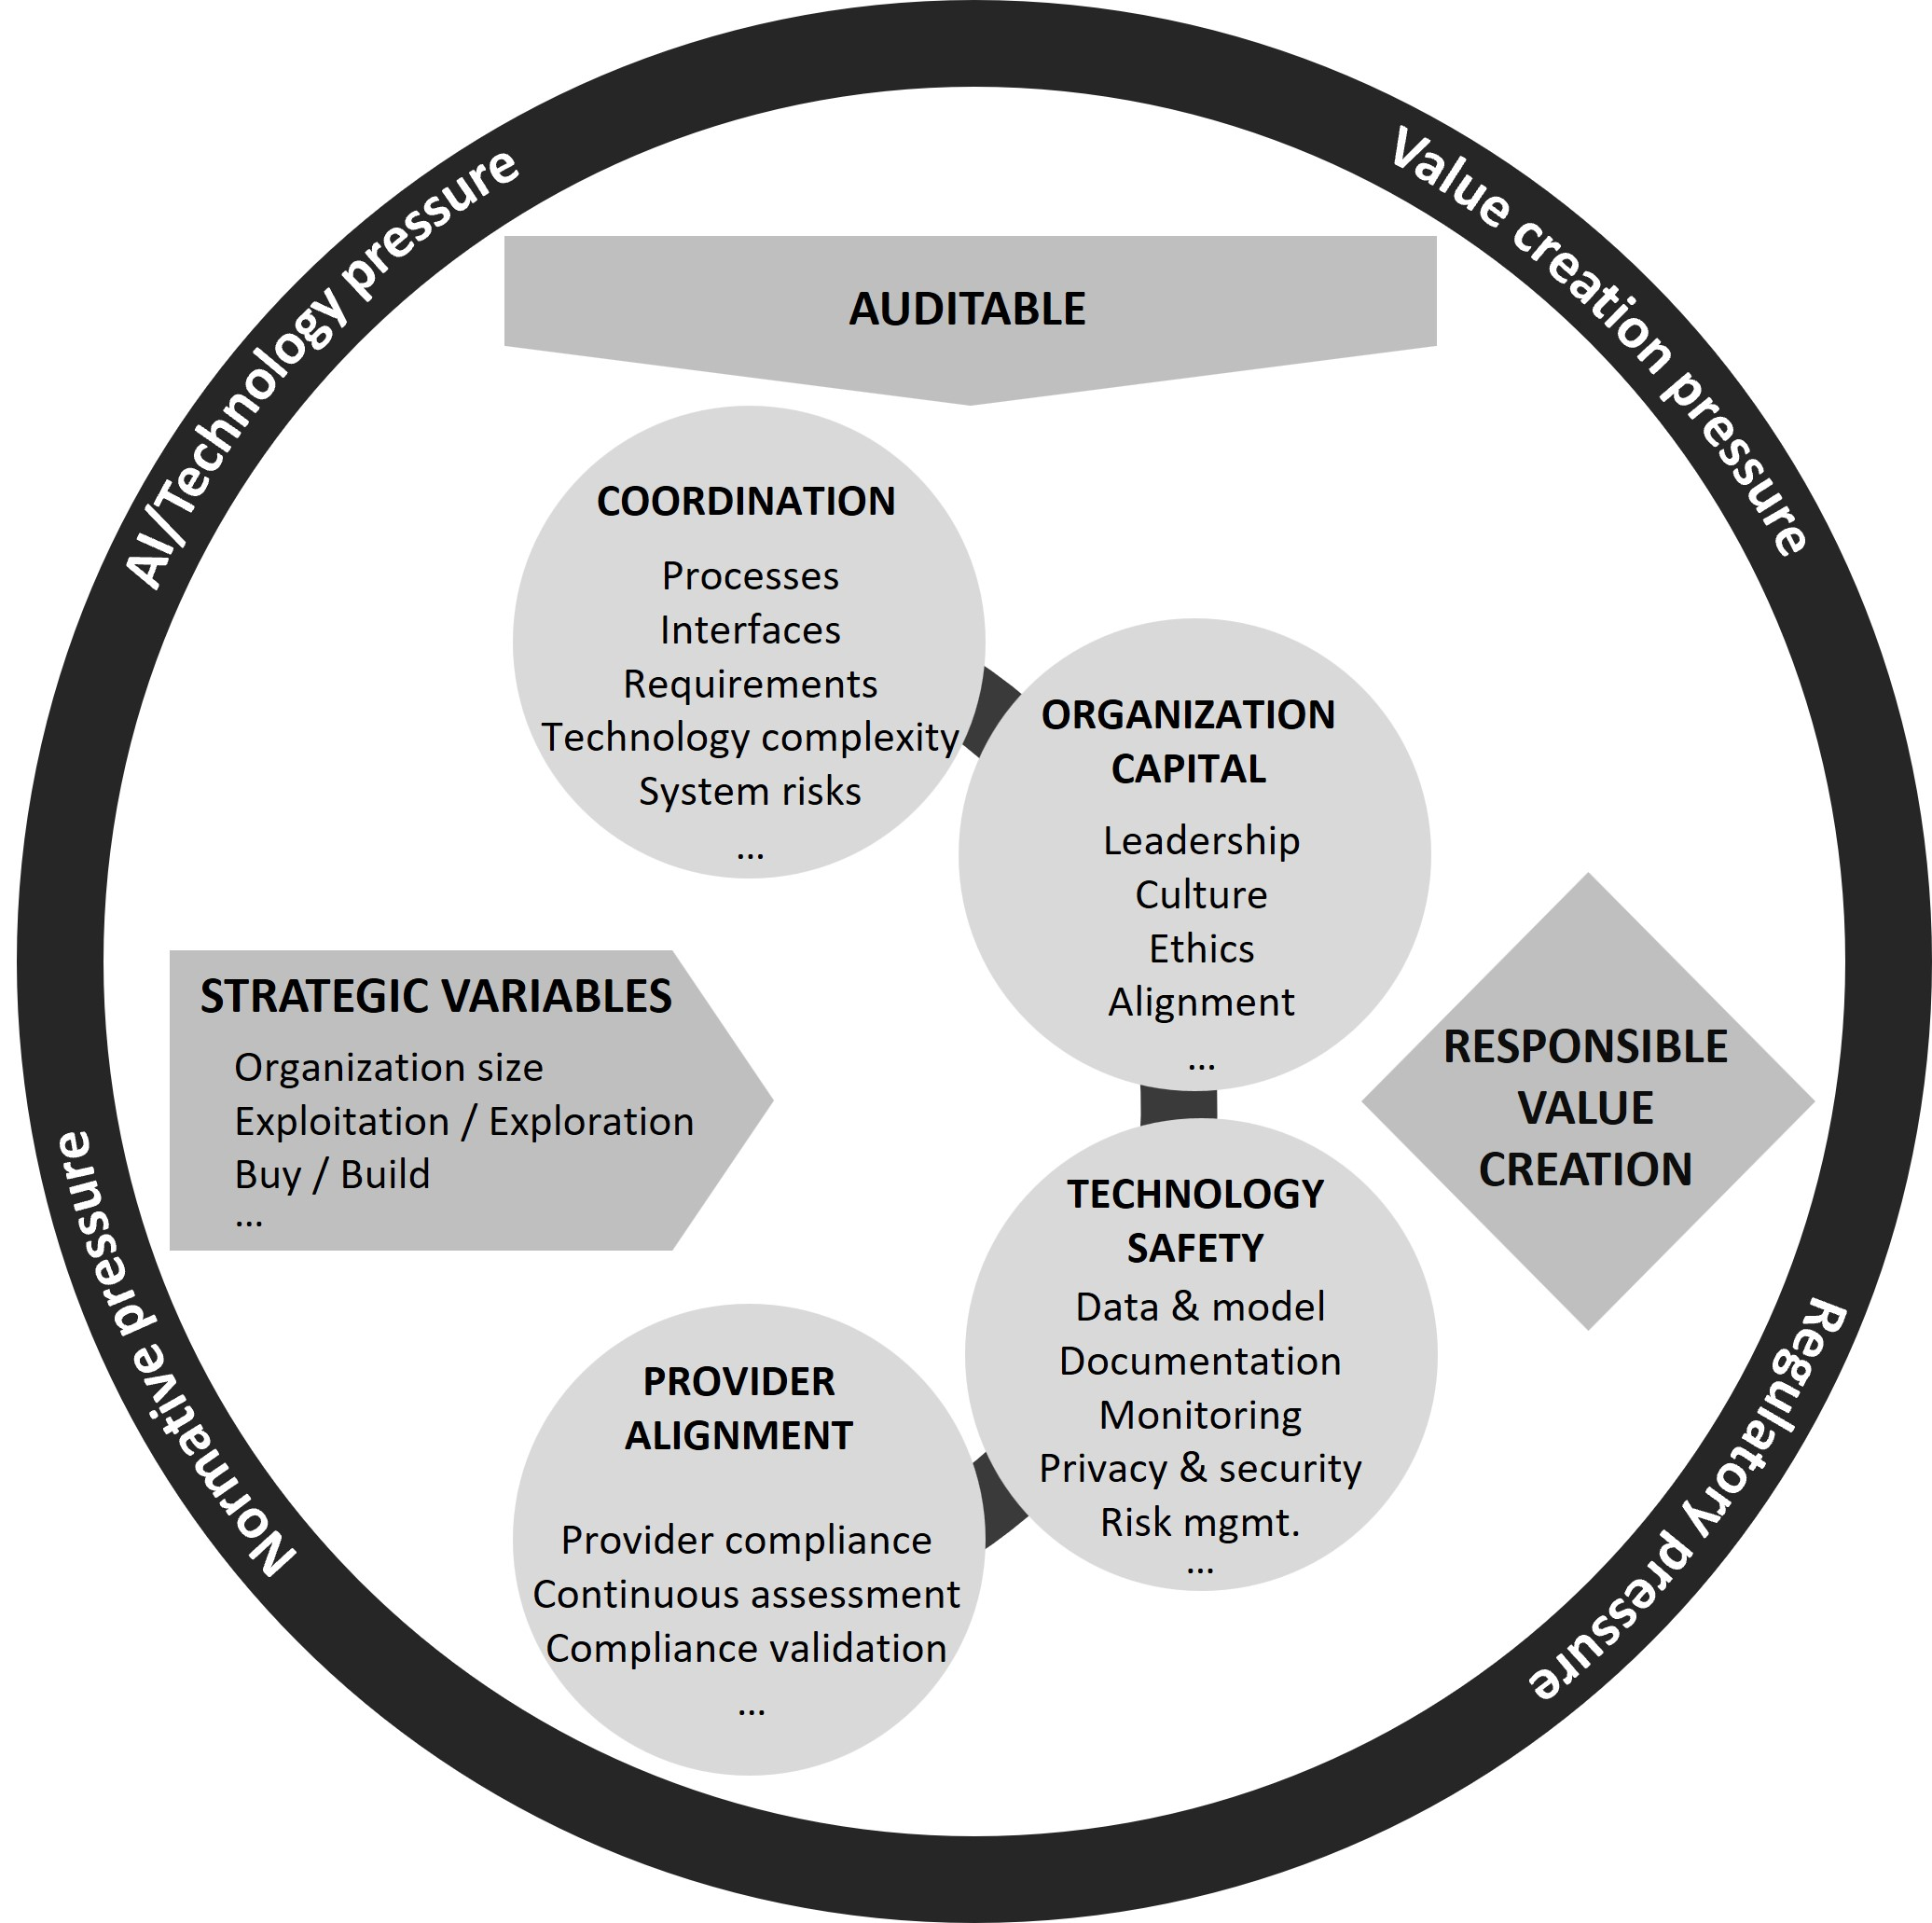 AI/Technology pressure
Value creation pressure
AUDITABLE
COORDINATION
Processes
Interfaces
Requirements
Technology complexity
System risks
...
ORGANIZATION
CAPITAL
Leadership
Culture
Ethics
Alignment
...
STRATEGIC VARIABLES
Organization size
Exploitation / Exploration
Buy / Build
...
RESPONSIBLE
VALUE
CREATION
TECHNOLOGY
SAFETY
Data & model
Documentation
Monitoring
Privacy & security
Risk mgmt.
...
PROVIDER
ALIGNMENT
Provider compliance
Continuous assessment
Compliance validation
...
Normative pressure
Regulatory pressure